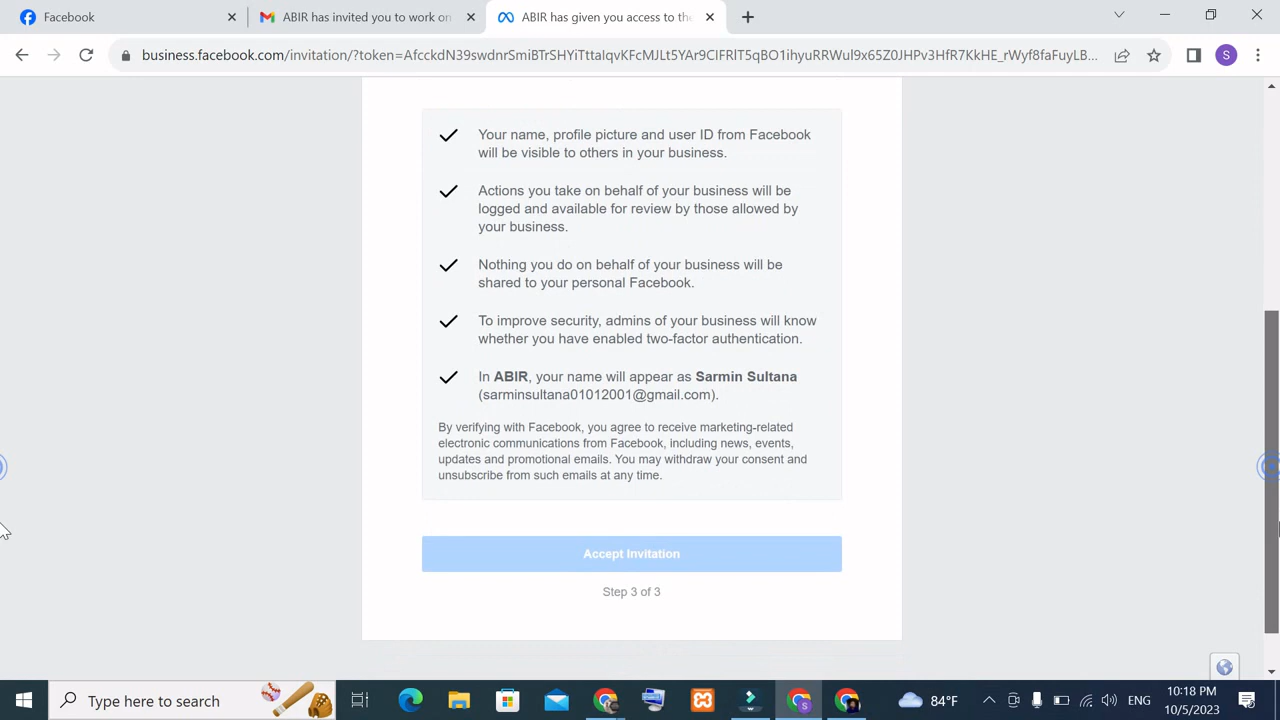 Facebook
ABIR has invited you to work on
ABIR has given you access to the
S
Your name, profile picture and user ID from Facebook
will be visible to others in your business.
Actions you take on behalf of your business will be
logged and available for review by those allowed by
your business.
Nothing you do on behalf of your business will be
shared to your personal Facebook.
To improve security, admins of your business will know
whether you have enabled two-factor authentication.
In ABIR, your name will appear as Sarmin Sultana
(sarminsultana01012001@gmail.com).
By verifying with Facebook, you agree to receive marketing-related
electronic communications from Facebook, including news, events,
updates and promotional emails. You may withdraw your consent and
unsubscribe from such emails at any time.
Accept Invitation
Step 3 of 3
Type here to search
84°F
ENG
10:18 PM
10/5/2023